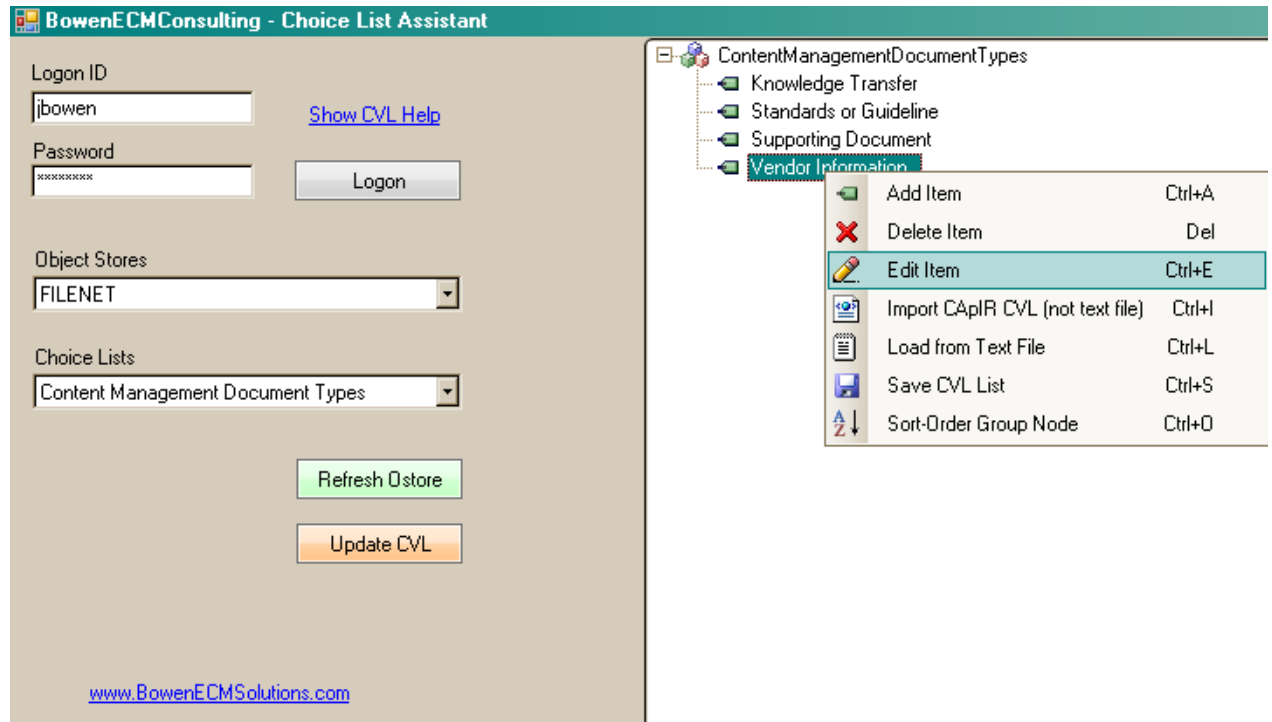 BowenECMConsulting - Choice List Assistant
Logon ID
jbowen
Show CVL Help
Password
××××××××
Logon
Object Stores
FILENET
Choice Lists
Content Management Document Types
Refresh Ostore
Update CVL
www.BowenECMSolutions.com
ContentManagementDocumentTypes
Knowledge Transfer
Standards or Guideline
Supporting Document
Vendor Information
Add Item Ctrl+A
Delete Item Del
Edit Item Ctrl+E
Import CApIR CVL (not text file) Ctrl+I
Load from Text File Ctrl+L
Save CVL List Ctrl+S
Sort-Order Group Node Ctrl+O